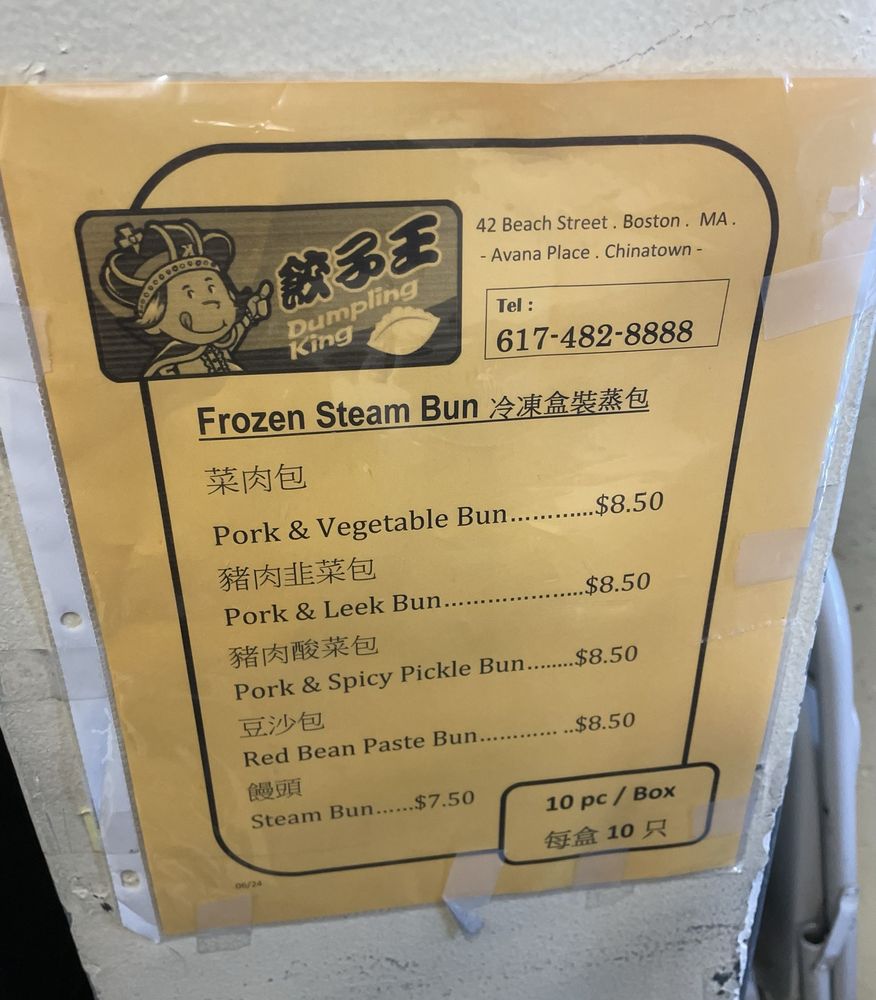 餃子王
Dumpling
King
42 Beach Street . Boston . MA .
- Avana Place . Chinatown -
Tel :
617-482-8888
Frozen Steam Bun 冷凍盒裝蒸包
菜肉包
Pork & Vegetable Bun............$8.50
豬肉韭菜包
Pork & Leek Bun.....................$8.50
豬肉酸菜包
Pork & Spicy Pickle Bun........$8.50
豆沙包
Red Bean Paste Bun............ ..$8.50
饅頭
Steam Bun......$7.50
10 pc / Box
每盒 10 只
06/24